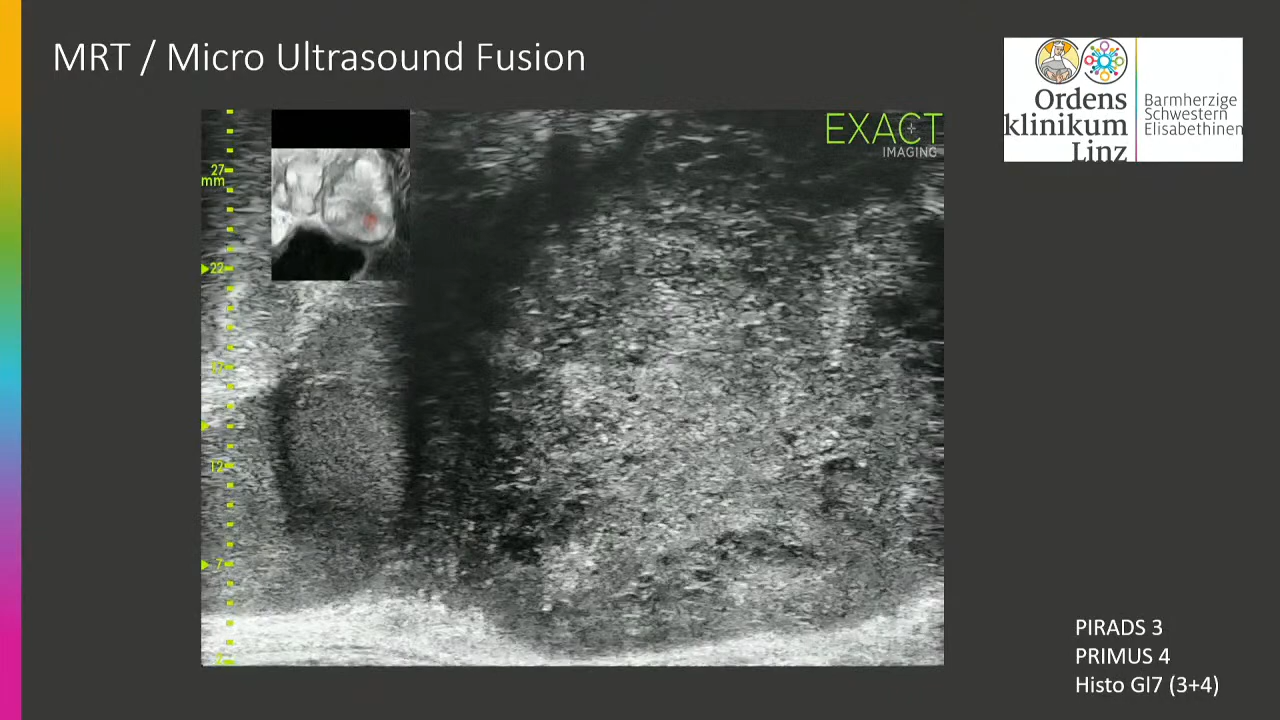 MRT / Micro Ultrasound Fusion
Ordens
klinikum
Linz
Barmherzige
Schwestern
Elisabethinen
EXACT
IMAGING
27
mm
22
17
12
7
PIRADS 3
PRIMUS 4
Histo Gl7 (3+4)